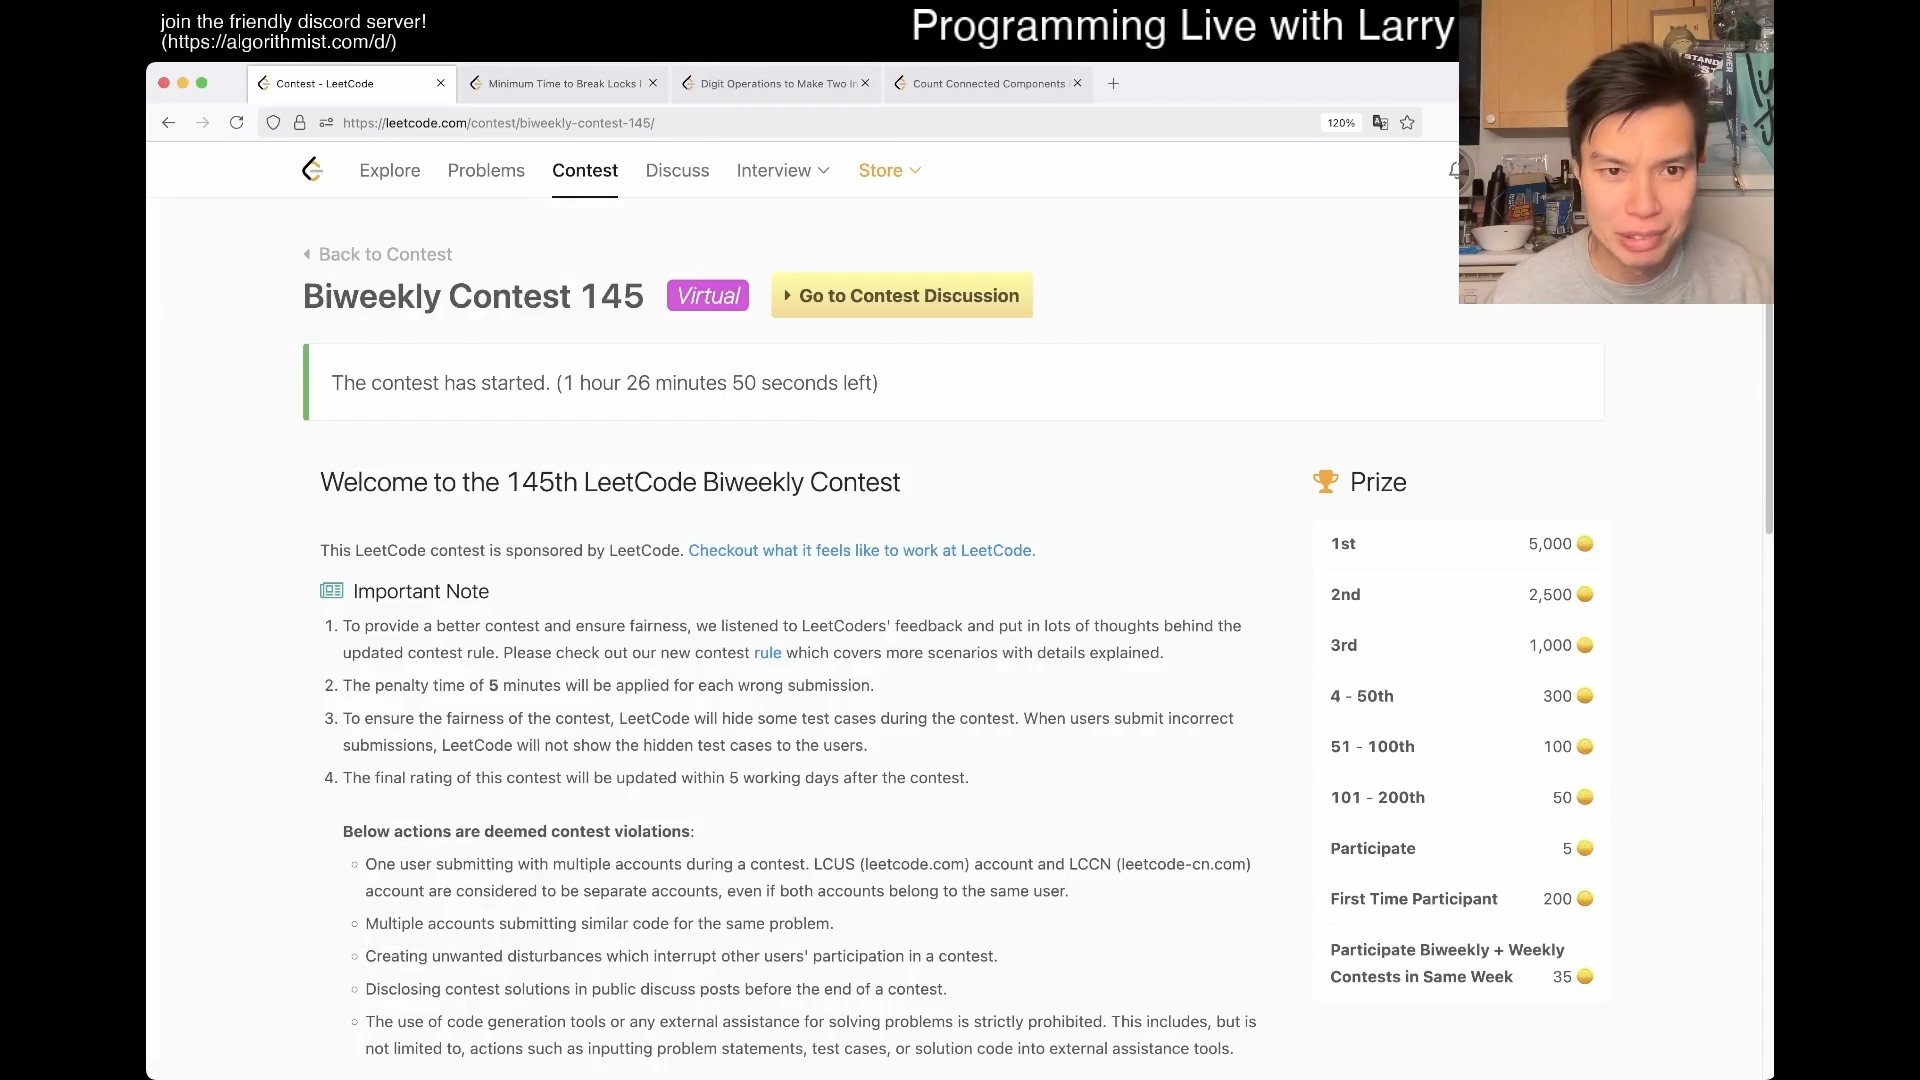 join the friendly discord server!
(https://algorithmist.com/d/)
Programming Live with Larry
Contest - LeetCode
Minimum Time to Break Locks
Digit Operations to Make Two In
Count Connected Components
https://leetcode.com/contest/biweekly-contest-145/
120%
Explore
Problems
Contest
Discuss
Interview
Store
Back to Contest
Biweekly Contest 145
Virtual
Go to Contest Discussion
The contest has started. (1 hour 26 minutes 50 seconds left)
Welcome to the 145th LeetCode Biweekly Contest
This LeetCode contest is sponsored by LeetCode. Checkout what it feels like to work at LeetCode.
Important Note
1. To provide a better contest and ensure fairness, we listened to LeetCoders' feedback and put in lots of thoughts behind the
updated contest rule. Please check out our new contest rule which covers more scenarios with details explained.
2. The penalty time of 5 minutes will be applied for each wrong submission.
3. To ensure the fairness of the contest, LeetCode will hide some test cases during the contest. When users submit incorrect
submissions, LeetCode will not show the hidden test cases to the users.
4. The final rating of this contest will be updated within 5 working days after the contest.
Below actions are deemed contest violations:
One user submitting with multiple accounts during a contest. LCUS (leetcode.com) account and LCCN (leetcode-cn.com)
account are considered to be separate accounts, even if both accounts belong to the same user.
Multiple accounts submitting similar code for the same problem.
Creating unwanted disturbances which interrupt other users' participation in a contest.
Disclosing contest solutions in public discuss posts before the end of a contest.
The use of code generation tools or any external assistance for solving problems is strictly prohibited. This includes, but is
not limited to, actions such as inputting problem statements, test cases, or solution code into external assistance tools.
Prize
1st 5,000
2nd 2,500
3rd 1,000
4 - 50th 300
51 - 100th 100
101 - 200th 50
Participate 5
First Time Participant 200
Participate Biweekly + Weekly
Contests in Same Week 35